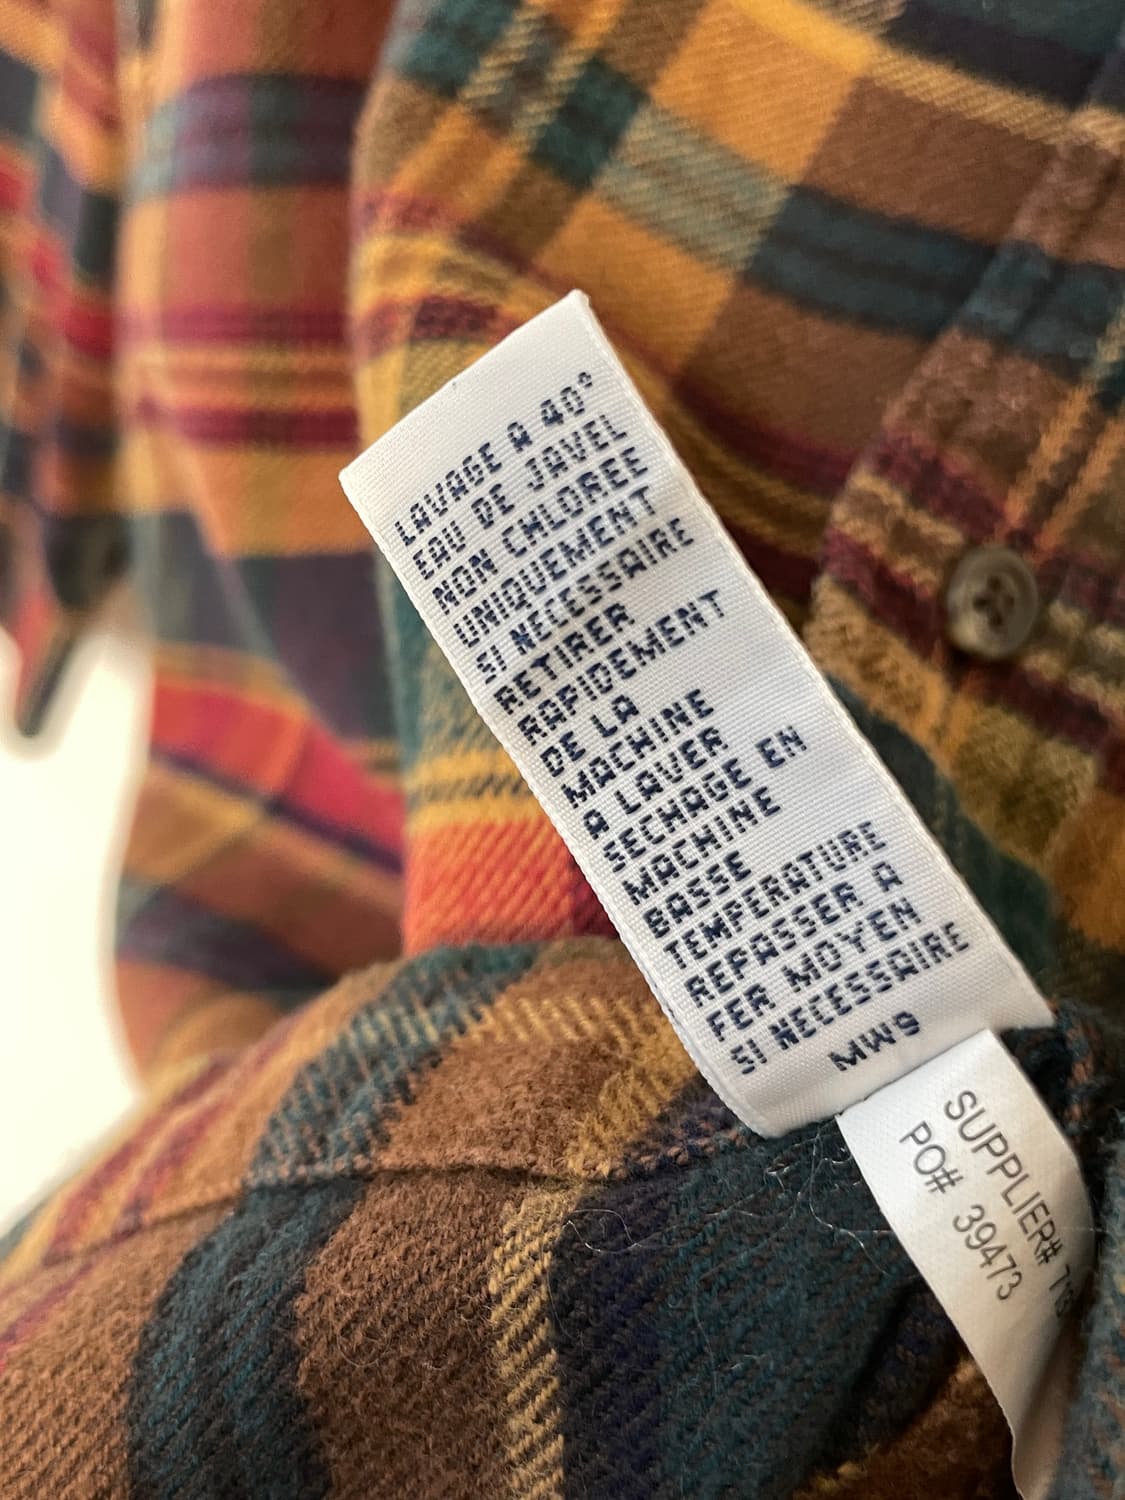 LAVAGE A 40°
EAU DE JAVEL
NON CHLOREE
UNIQUEMENT
SI NECESSAIRE
RETIRER
RAPIDEMENT
DE LA
MACHINE
A LAVER
SECHAGE EN
MACHINE
BASSE
TEMPERATURE
REPASSER A
FER MOYEN
SI NECESSAIRE
MW9
SUPPLIER#
PO# 39473